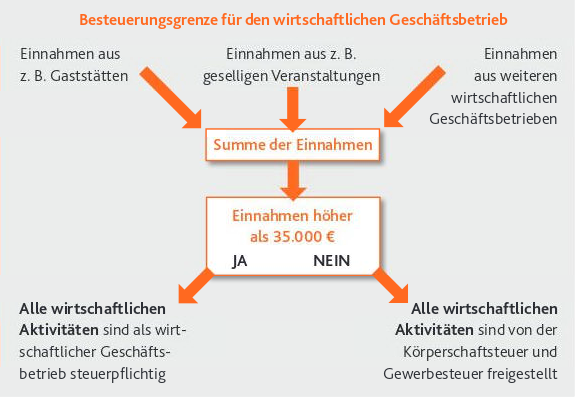 Besteuerungsgrenze für den wirtschaftlichen Geschäftsbetrieb
Einnahmen aus
z. B. Gaststätten
Einnahmen aus z. B.
geselligen Veranstaltungen
Einnahmen
aus weiteren
wirtschaftlichen
Geschäftsbetrieben
Summe der Einnahmen
Einnahmen höher
als 35.000 €
JA NEIN
Alle wirtschaftlichen
Aktivitäten sind als wirt-
schaftlicher Geschäfts-
betrieb steuerpflichtig
Alle wirtschaftlichen
Aktivitäten sind von der
Körperschaftsteuer und
Gewerbesteuer freigestellt